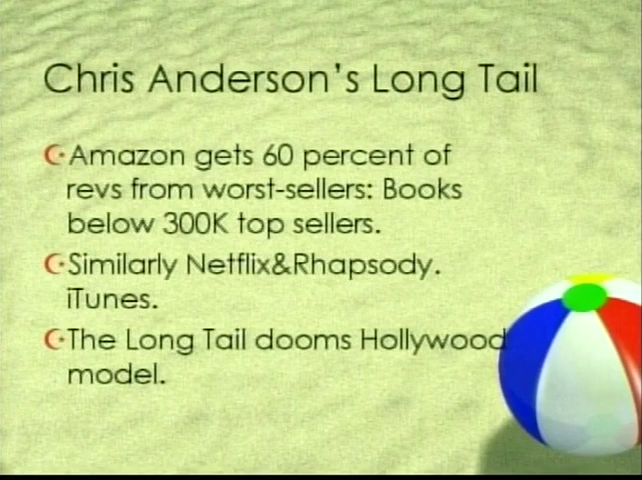 Chris Anderson's Long Tail
Amazon gets 60 percent of
revs from worst-sellers: Books
below 300K top sellers.
Similarly Netflix&Rhapsody.
iTunes.
The Long Tail dooms Hollywood
model.